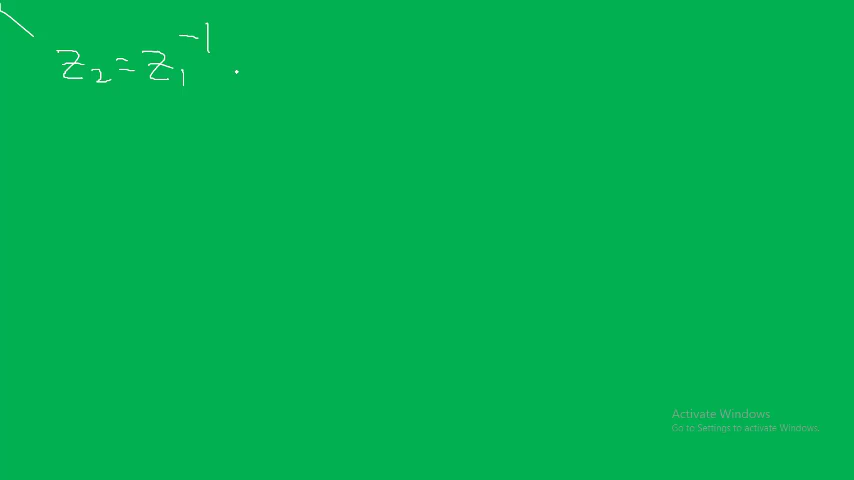 z₂ = z₁⁻¹ .
Activate Windows
Go to Settings to activate Windows.